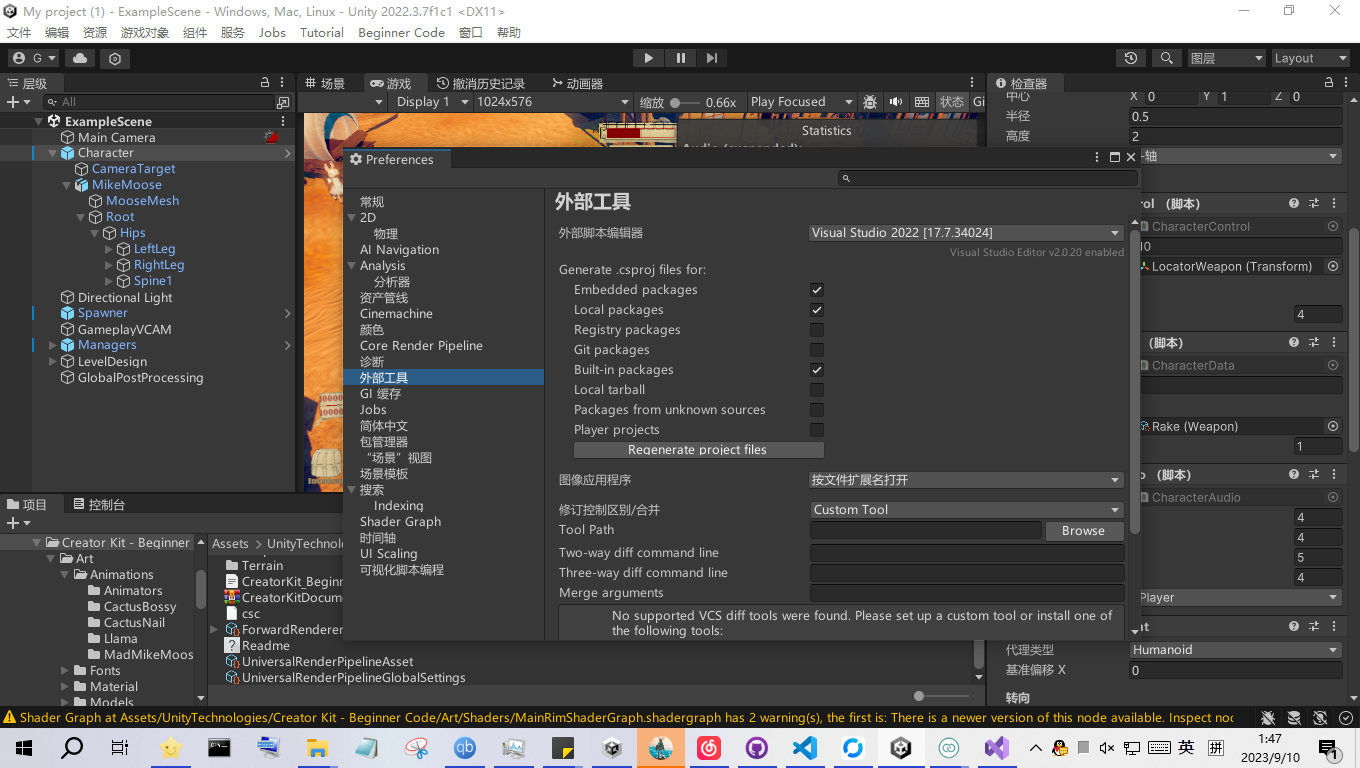 My project (1) - ExampleScene - Windows, Mac, Linux - Unity 2022.3.7f1c1 <DX11>
文件 编辑 资源 游戏对象 组件 服务 Jobs Tutorial Beginner Code 窗口 帮助
G 图层 Layout
层级
All
ExampleScene
Main Camera
Character
CameraTarget
MikeMoose
MooseMesh
Root
Hips
LeftLeg
RightLeg
Spine1
Directional Light
Spawner
GameplayVCAM
Managers
LevelDesign
GlobalPostProcessing
场景 游戏 撤消历史记录 动画器
Display 1 1024x576 缩放 0.66x Play Focused 状态 Gi
Statistics
Preferences
常规
2D
物理
AI Navigation
Analysis
分析器
资产管线
Cinemachine
颜色
Core Render Pipeline
诊断
外部工具
GI 缓存
Jobs
简体中文
包管理器
“场景”视图
场景模板
搜索
Indexing
Shader Graph
时间轴
UI Scaling
可视化脚本编程
外部工具
外部脚本编辑器 Visual Studio 2022 [17.7.34024]
Visual Studio Editor v2.0.20 enabled
Generate .csproj files for:
Embedded packages
Local packages
Registry packages
Git packages
Built-in packages
Local tarball
Packages from unknown sources
Player projects
Regenerate project files
图像应用程序 按文件扩展名打开
修订控制区别/合并 Custom Tool
Tool Path Browse
Two-way diff command line
Three-way diff command line
Merge arguments
No supported VCS diff tools were found. Please set up a custom tool or install one of
the following tools:
检查器
中心 X 0 Y 1 Z 0
半径 0.5
高度 2
-轴
rol （脚本）
CharacterControl
10
LocatorWeapon (Transform)
4
（脚本）
CharacterData
Rake (Weapon)
1
o （脚本）
CharacterAudio
4
4
5
4
Player
nt
代理类型 Humanoid
基准偏移 X 0
转向
项目 控制台
Creator Kit - Beginner
Art
Animations
Animators
CactusBossy
CactusNail
Llama
MadMikeMoos
Fonts
Material
Models
Assets > UnityTechnolo
Terrain
CreatorKit_Beginn
CreatorKitDocume
csc
ForwardRenderer
Readme
UniversalRenderPipelineAsset
UniversalRenderPipelineGlobalSettings
Shader Graph at Assets/UnityTechnologies/Creator Kit - Beginner Code/Art/Shaders/MainRimShaderGraph.shadergraph has 2 warning(s), the first is: There is a newer version of this node available. Inspect noc
英 拼
1:47
2023/9/10
1